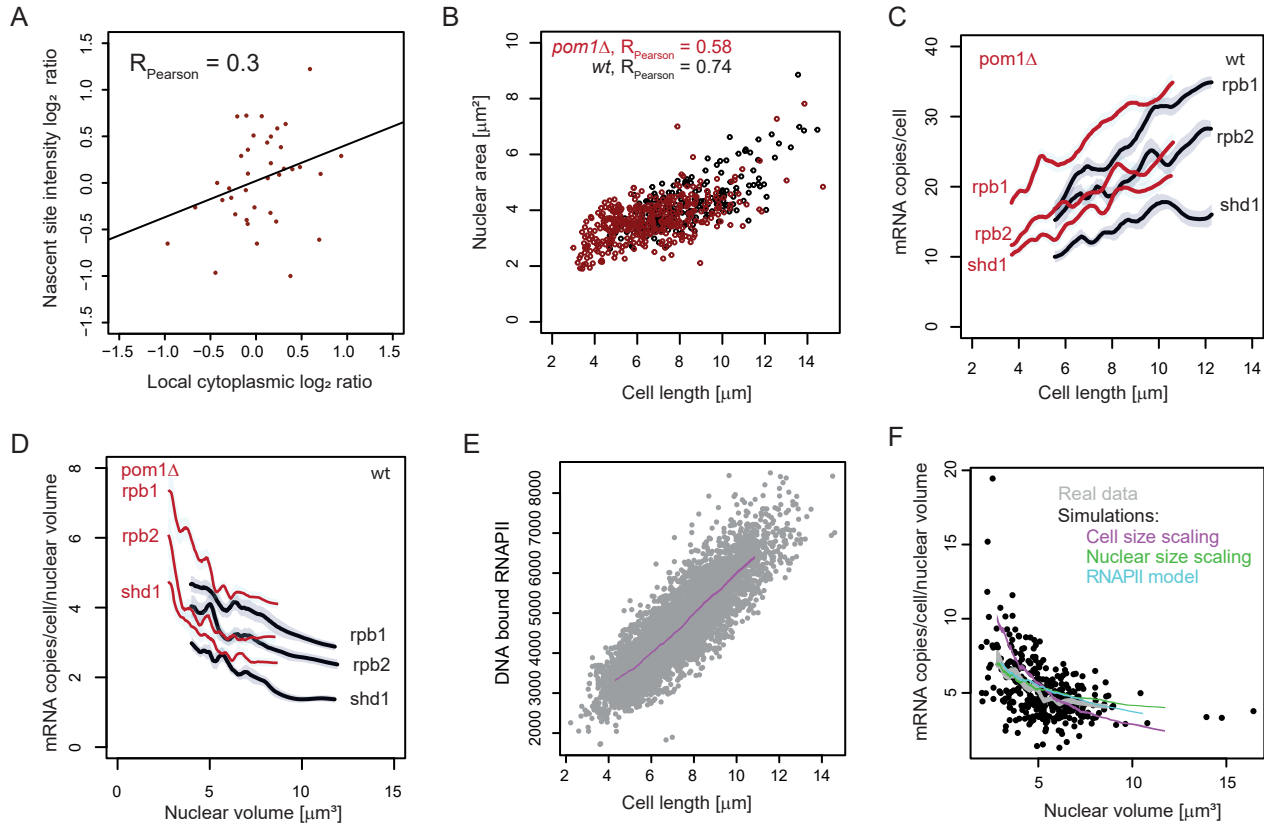 A
R_Pearson = 0.3
Nascent site intensity log₂ ratio
1.5
1.0
0.5
0.0
−0.5
−1.0
−1.5
−1.5 −1.0 −0.5 0.0 0.5 1.0 1.5
Local cytoplasmic log₂ ratio
B
pom1Δ, R_Pearson = 0.58
wt, R_Pearson = 0.74
Nuclear area [μm²]
10
8
6
4
2
0
2 4 6 8 10 12 14
Cell length [μm]
C
pom1Δ
wt
rpb1
rpb2
shd1
rpb1
rpb2
shd1
mRNA copies/cell
40
30
20
10
0
2 4 6 8 10 12 14
Cell length [μm]
D
pom1Δ
wt
rpb1
rpb2
shd1
rpb1
rpb2
shd1
mRNA copies/cell/nuclear volume
8
6
4
2
0
0 5 10 15
Nuclear volume [μm³]
E
DNA bound RNAPII
8000
7000
6000
5000
4000
3000
2000
2 4 6 8 10 12 14
Cell length [μm]
F
Real data
Simulations:
Cell size scaling
Nuclear size scaling
RNAPII model
mRNA copies/cell/nuclear volume
20
15
10
5
5 10 15
Nuclear volume [μm³]